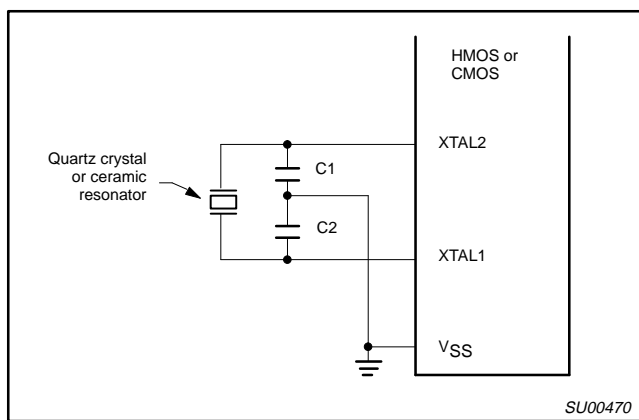 HMOS or
CMOS
XTAL2
Quartz crystal
or ceramic
resonator
C1
C2
XTAL1
VSS
SU00470